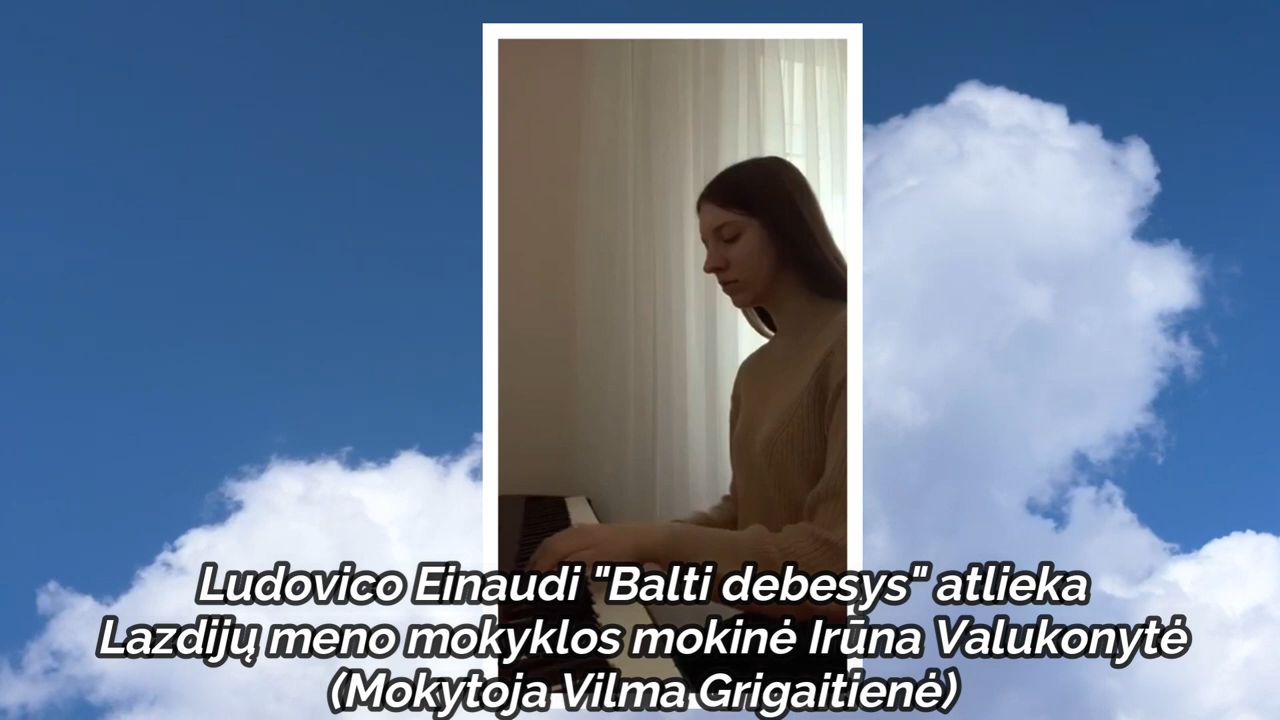 Ludovico Einaudi "Balti debesys" atlieka
Lazdijų meno mokyklos mokinė Irūna Valukonytė
(Mokytoja Vilma Grigaitienė)